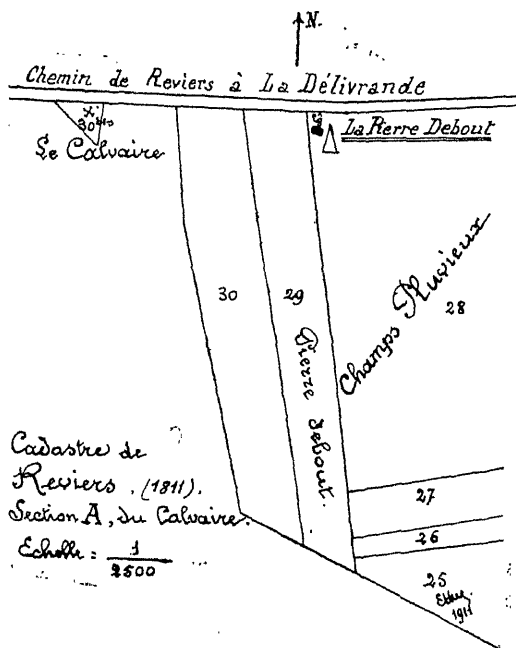 N.
Chemin de Reviers à La Délivrande
x.
30 bis
Le Calvaire
La Pierre Debout
30
29
28
Champs Pluvieux
Pierre debout.
Cadastre de
Reviers. (1811).
Section A, du Calvaire.
Echelle: 1
2500
27
26
25
1911